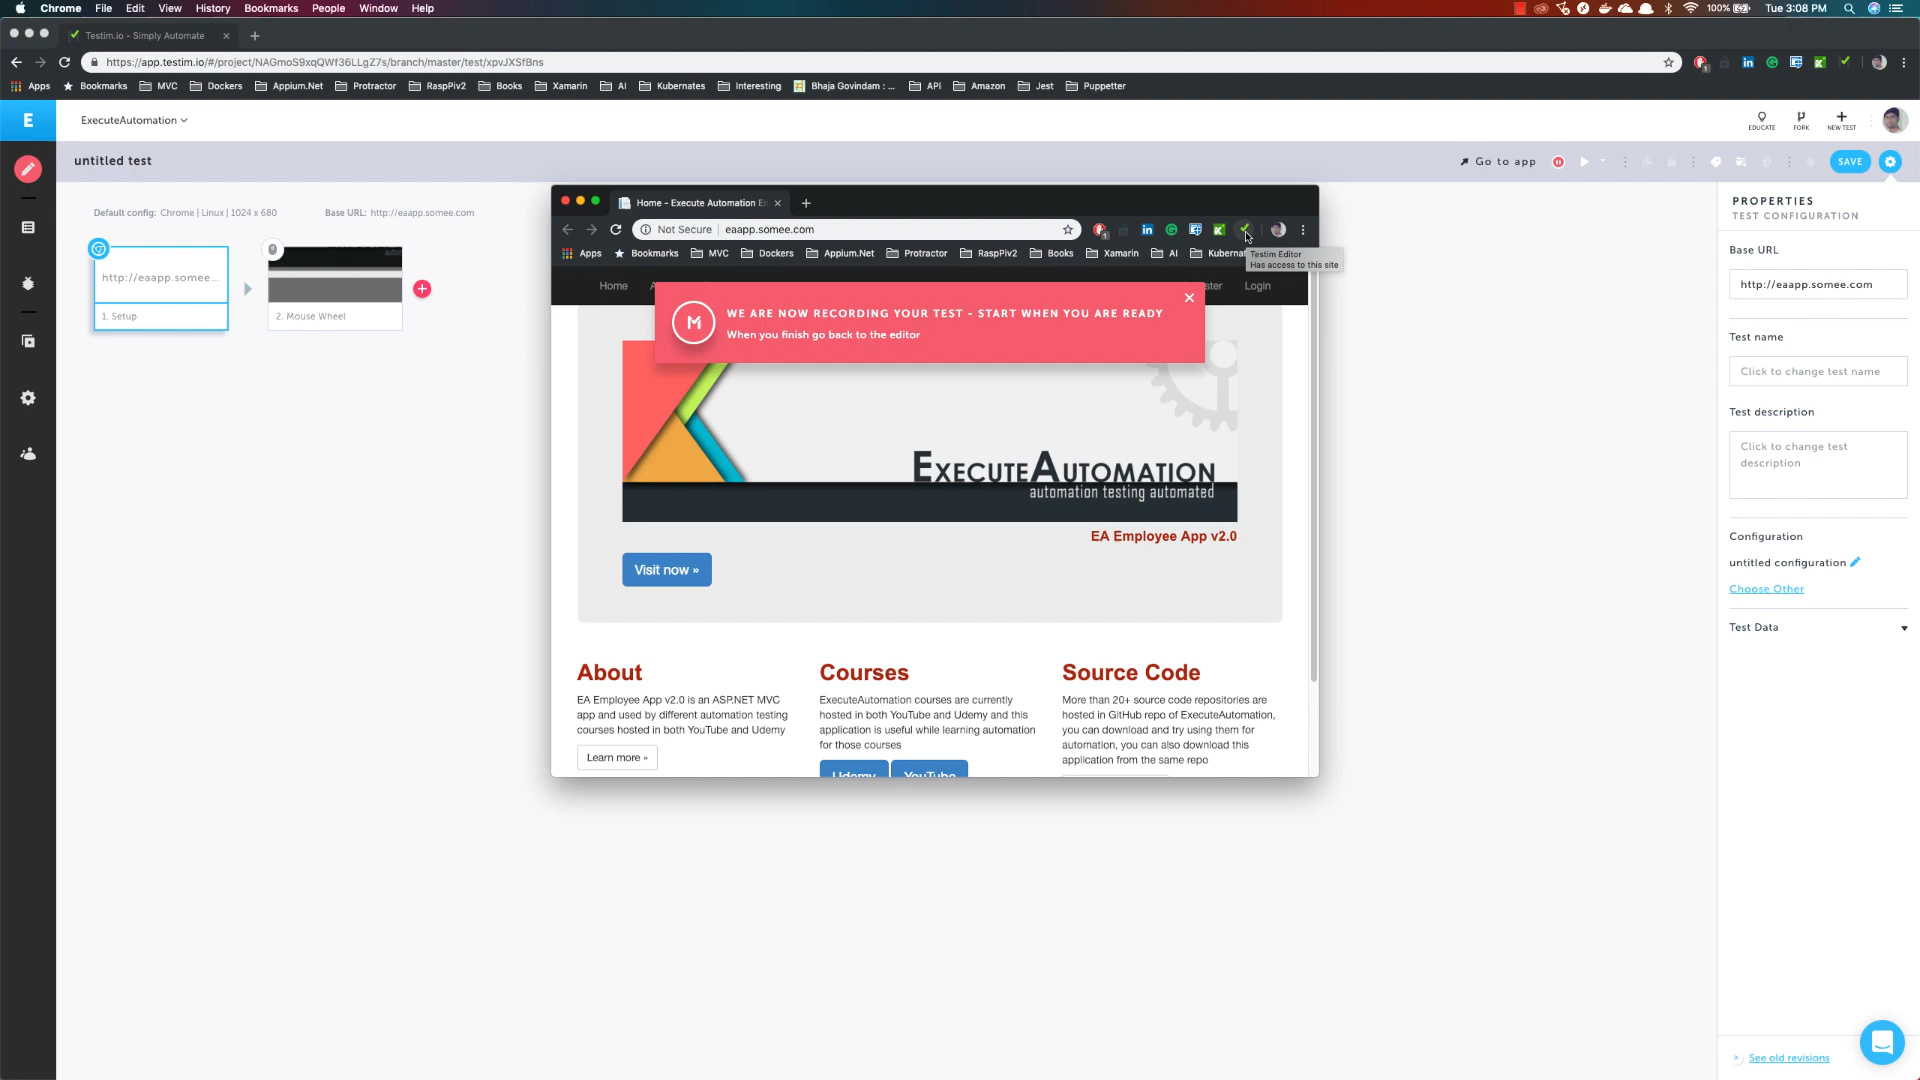 Chrome File Edit View History Bookmarks People Window Help 100% Tue 3:08 PM
Testim.io - Simply Automate
https://app.testim.io/#/project/NAGmoS9xqQWf36LLgZ7s/branch/master/test/xpvJXSfBns
Apps Bookmarks MVC Dockers Appium.Net Protractor RaspPiv2 Books Xamarin AI Kubernates Interesting Bhaja Govindam : ... API Amazon Jest Puppetter
E ExecuteAutomation EDUCATE FORK NEW TEST
untitled test Go to app SAVE
Default config: Chrome | Linux | 1024 x 680 Base URL: http://eaapp.somee.com
http://eaapp.somee...
1. Setup
2. Mouse Wheel
Home - Execute Automation
Not Secure eaapp.somee.com
Apps Bookmarks MVC Dockers Appium.Net Protractor RaspPiv2 Books Xamarin AI
Testim Editor
Has access to this site
Home Login
M
WE ARE NOW RECORDING YOUR TEST - START WHEN YOU ARE READY
When you finish go back to the editor
EXECUTEAUTOMATION
automation testing automated
EA Employee App v2.0
Visit now »
About
EA Employee App v2.0 is an ASP.NET MVC
app and used by different automation testing
courses hosted in both YouTube and Udemy
Learn more »
Courses
ExecuteAutomation courses are currently
hosted in both YouTube and Udemy and this
application is useful while learning automation
for those courses
Udemy YouTube
Source Code
More than 20+ source code repositories are
hosted in GitHub repo of ExecuteAutomation,
you can download and try using them for
automation, you can also download this
application from the same repo
PROPERTIES
TEST CONFIGURATION
Base URL
http://eaapp.somee.com
Test name
Click to change test name
Test description
Click to change test
description
Configuration
untitled configuration
Choose Other
Test Data
See old revisions